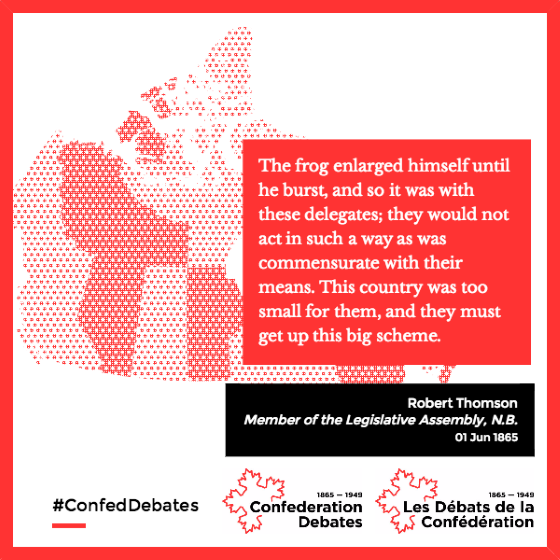 The frog enlarged himself until
he burst, and so it was with
these delegates; they would not
act in such a way as was
commensurate with their
means. This country was too
small for them, and they must
get up this big scheme.
Robert Thomson
Member of the Legislative Assembly, N.B.
01 Jun 1865
#ConfedDebates
1865 — 1949
Confederation
Debates
1865 — 1949
Les Débats de la
Confédération